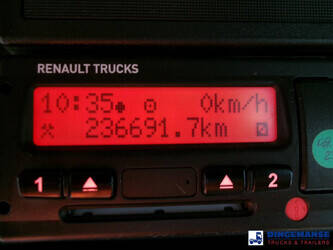 RENAULT TRUCKS
10:35 0km/h
236691.7km
1 2
DINGEMANSE
TRUCKS & TRAILERS